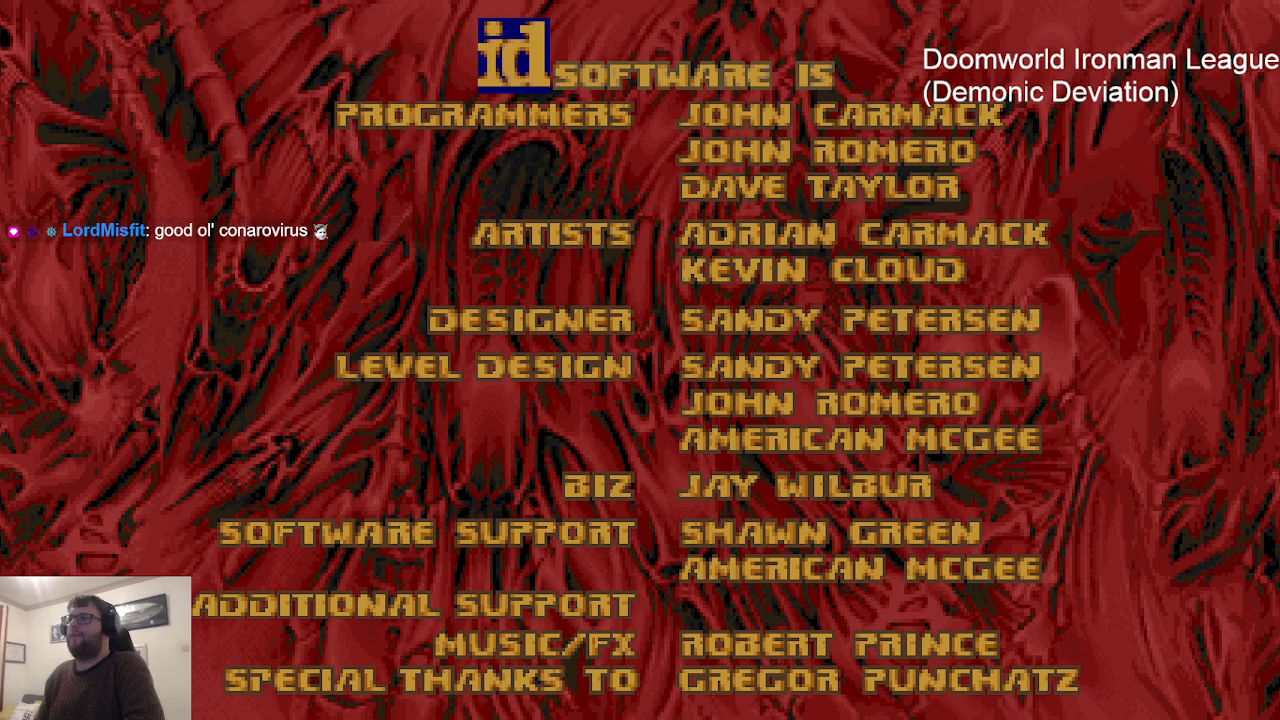 id SOFTWARE IS
Doomworld Ironman League
(Demonic Deviation)
PROGRAMMERS JOHN CARMACK
JOHN ROMERO
DAVE TAYLOR
LordMisfit: good ol' conarovirus
ARTISTS ADRIAN CARMACK
KEVIN CLOUD
DESIGNER SANDY PETERSEN
LEVEL DESIGN SANDY PETERSEN
JOHN ROMERO
AMERICAN MCGEE
BIZ JAY WILBUR
SOFTWARE SUPPORT SHAWN GREEN
AMERICAN MCGEE
ADDITIONAL SUPPORT
MUSIC/FX ROBERT PRINCE
SPECIAL THANKS TO GREGOR PUNCHATZ